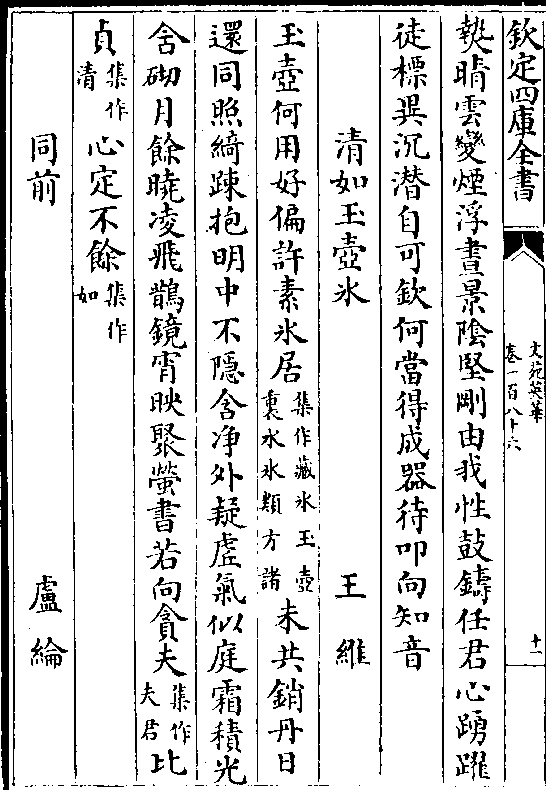 欽定四庫全書
文苑英華
卷一百八十六
十一
熱晴雲變煙浮晝景陰堅剛由我性鼓鑄任君心踴躍
徒標異沉潛自可欽何當得成器待叩向知音
清如玉壺氷 王維
玉壺何用好偏許素氷居集作藏氷玉壺裏水氷類方諸未共銷丹日
還同照綺疎抱明中不隱含净外疑虚氣似庭霜積光
含砌月餘曉凌飛鵲鏡宵映聚螢書若向貪夫集作夫君比
貞集作清心定不餘集作如
同前 盧綸